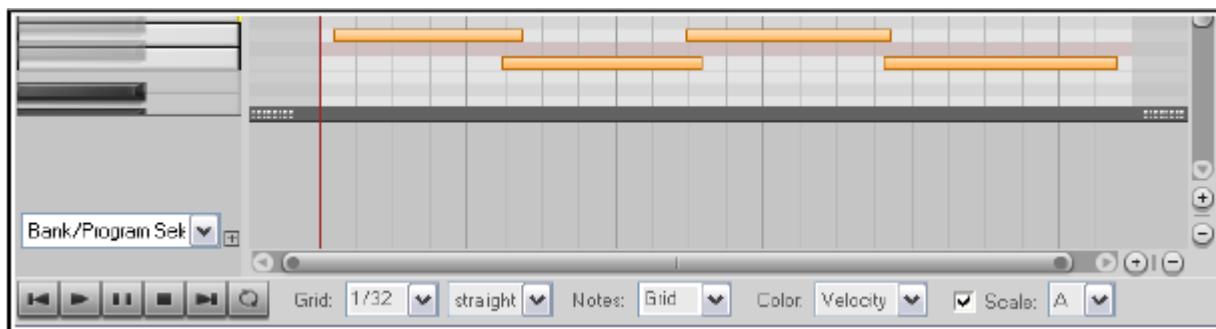 Bank/Program Sele
Grid: 1/32 straight Notes: Grid Color: Velocity Scale: A